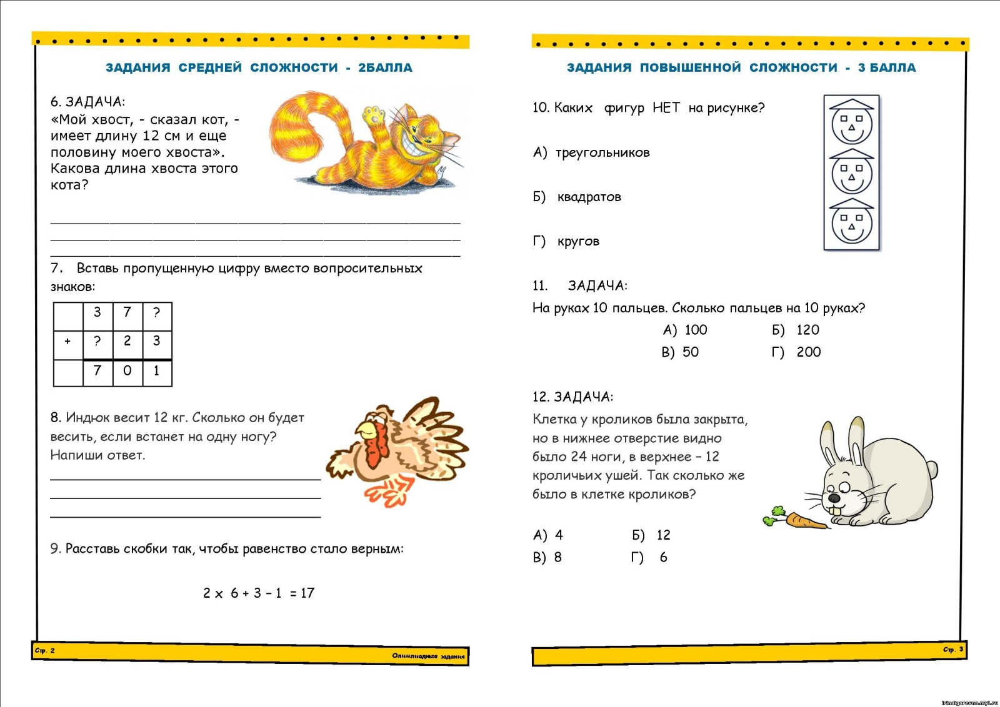 ЗАДАНИЯ СРЕДНЕЙ СЛОЖНОСТИ - 2БАЛЛА
6. ЗАДАЧА:
«Мой хвост, - сказал кот, -
имеет длину 12 см и еще
половину моего хвоста».
Какова длина хвоста этого
кота?
7. Вставь пропущенную цифру вместо вопросительных
знаков:
3 7 ?
+ ? 2 3
7 0 1
8. Индюк весит 12 кг. Сколько он будет
весить, если встанет на одну ногу?
Напиши ответ.
9. Расставь скобки так, чтобы равенство стало верным:
2 х 6 + 3 – 1 = 17
Стр. 2
Олимпиадные задания
ЗАДАНИЯ ПОВЫШЕННОЙ СЛОЖНОСТИ - 3 БАЛЛА
10. Каких фигур НЕТ на рисунке?
А) треугольников
Б) квадратов
Г) кругов
11. ЗАДАЧА:
На руках 10 пальцев. Сколько пальцев на 10 руках?
А) 100 Б) 120
В) 50 Г) 200
12. ЗАДАЧА:
Клетка у кроликов была закрыта,
но в нижнее отверстие видно
было 24 ноги, в верхнее – 12
кроличьих ушей. Так сколько же
было в клетке кроликов?
А) 4 Б) 12
В) 8 Г) 6
Стр. 3
irinaigorevna.my1.ru